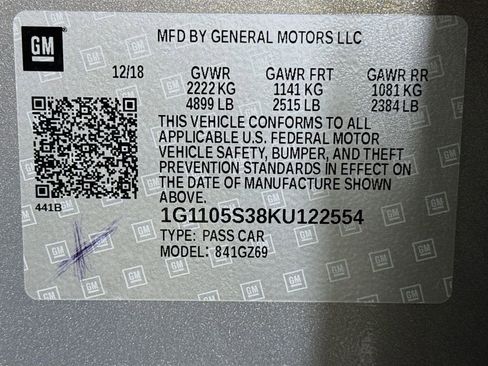 GM
MFD BY GENERAL MOTORS LLC
12/18 GVWR GAWR FRT GAWR RR
2222 KG 1141 KG 1081 KG
4899 LB 2515 LB 2384 LB
THIS VEHICLE CONFORMS TO ALL
APPLICABLE U.S. FEDERAL MOTOR
VEHICLE SAFETY, BUMPER, AND THEFT
PREVENTION STANDARDS IN EFFECT ON
THE DATE OF MANUFACTURE SHOWN
ABOVE.
441B
1G1105S38KU122554
TYPE: PASS CAR
MODEL: 841GZ69